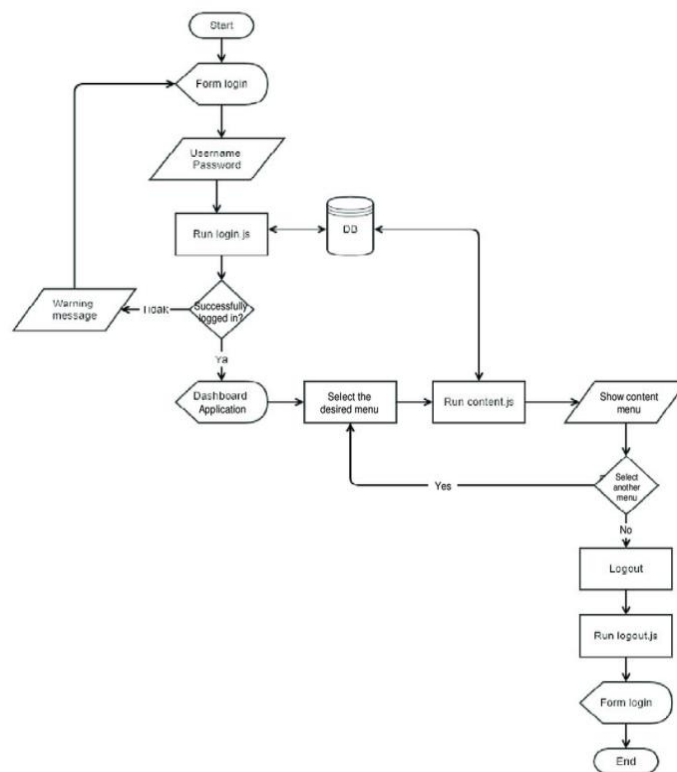 Start
Form login
Username
Password
Run login.js
DB
Warning
message
Tidak
Successfully
logged in?
Ya
Dashboard
Application
Select the
desired menu
Run content.js
Show content
menu
Select
another
menu
Yes
No
Logout
Run logout.js
Form login
End